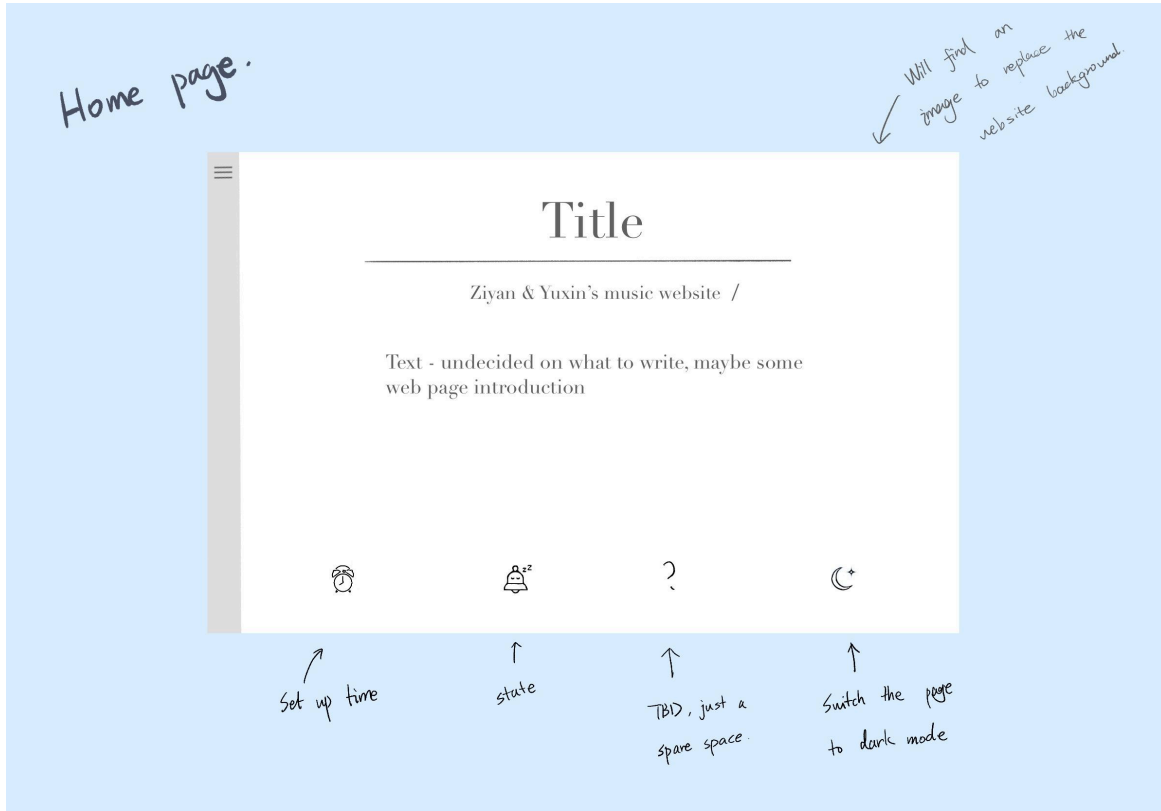 Home page.
Will find an
image to replace the
website background.
Title
Ziyan & Yuxin's music website /
Text - undecided on what to write, maybe some
web page introduction
zz
?
Set up time
state
TBD, just a
spare space.
Switch the page
to dark mode